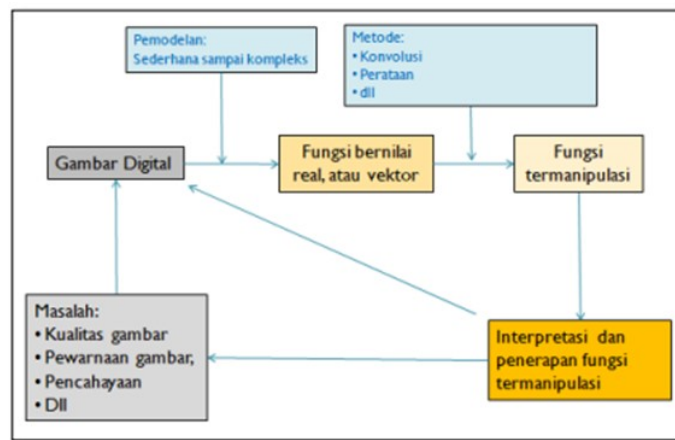 Pemodelan:
Sederhana sampai kompleks
Metode:
• Konvolusi
• Perataan
• dll
Gambar Digital
Fungsi bernilai
real, atau vektor
Fungsi
termanipulasi
Masalah:
• Kualitas gambar
• Pewarnaan gambar,
• Pencahayaan
• Dll
Interpretasi dan
penerapan fungsi
termanipulasi